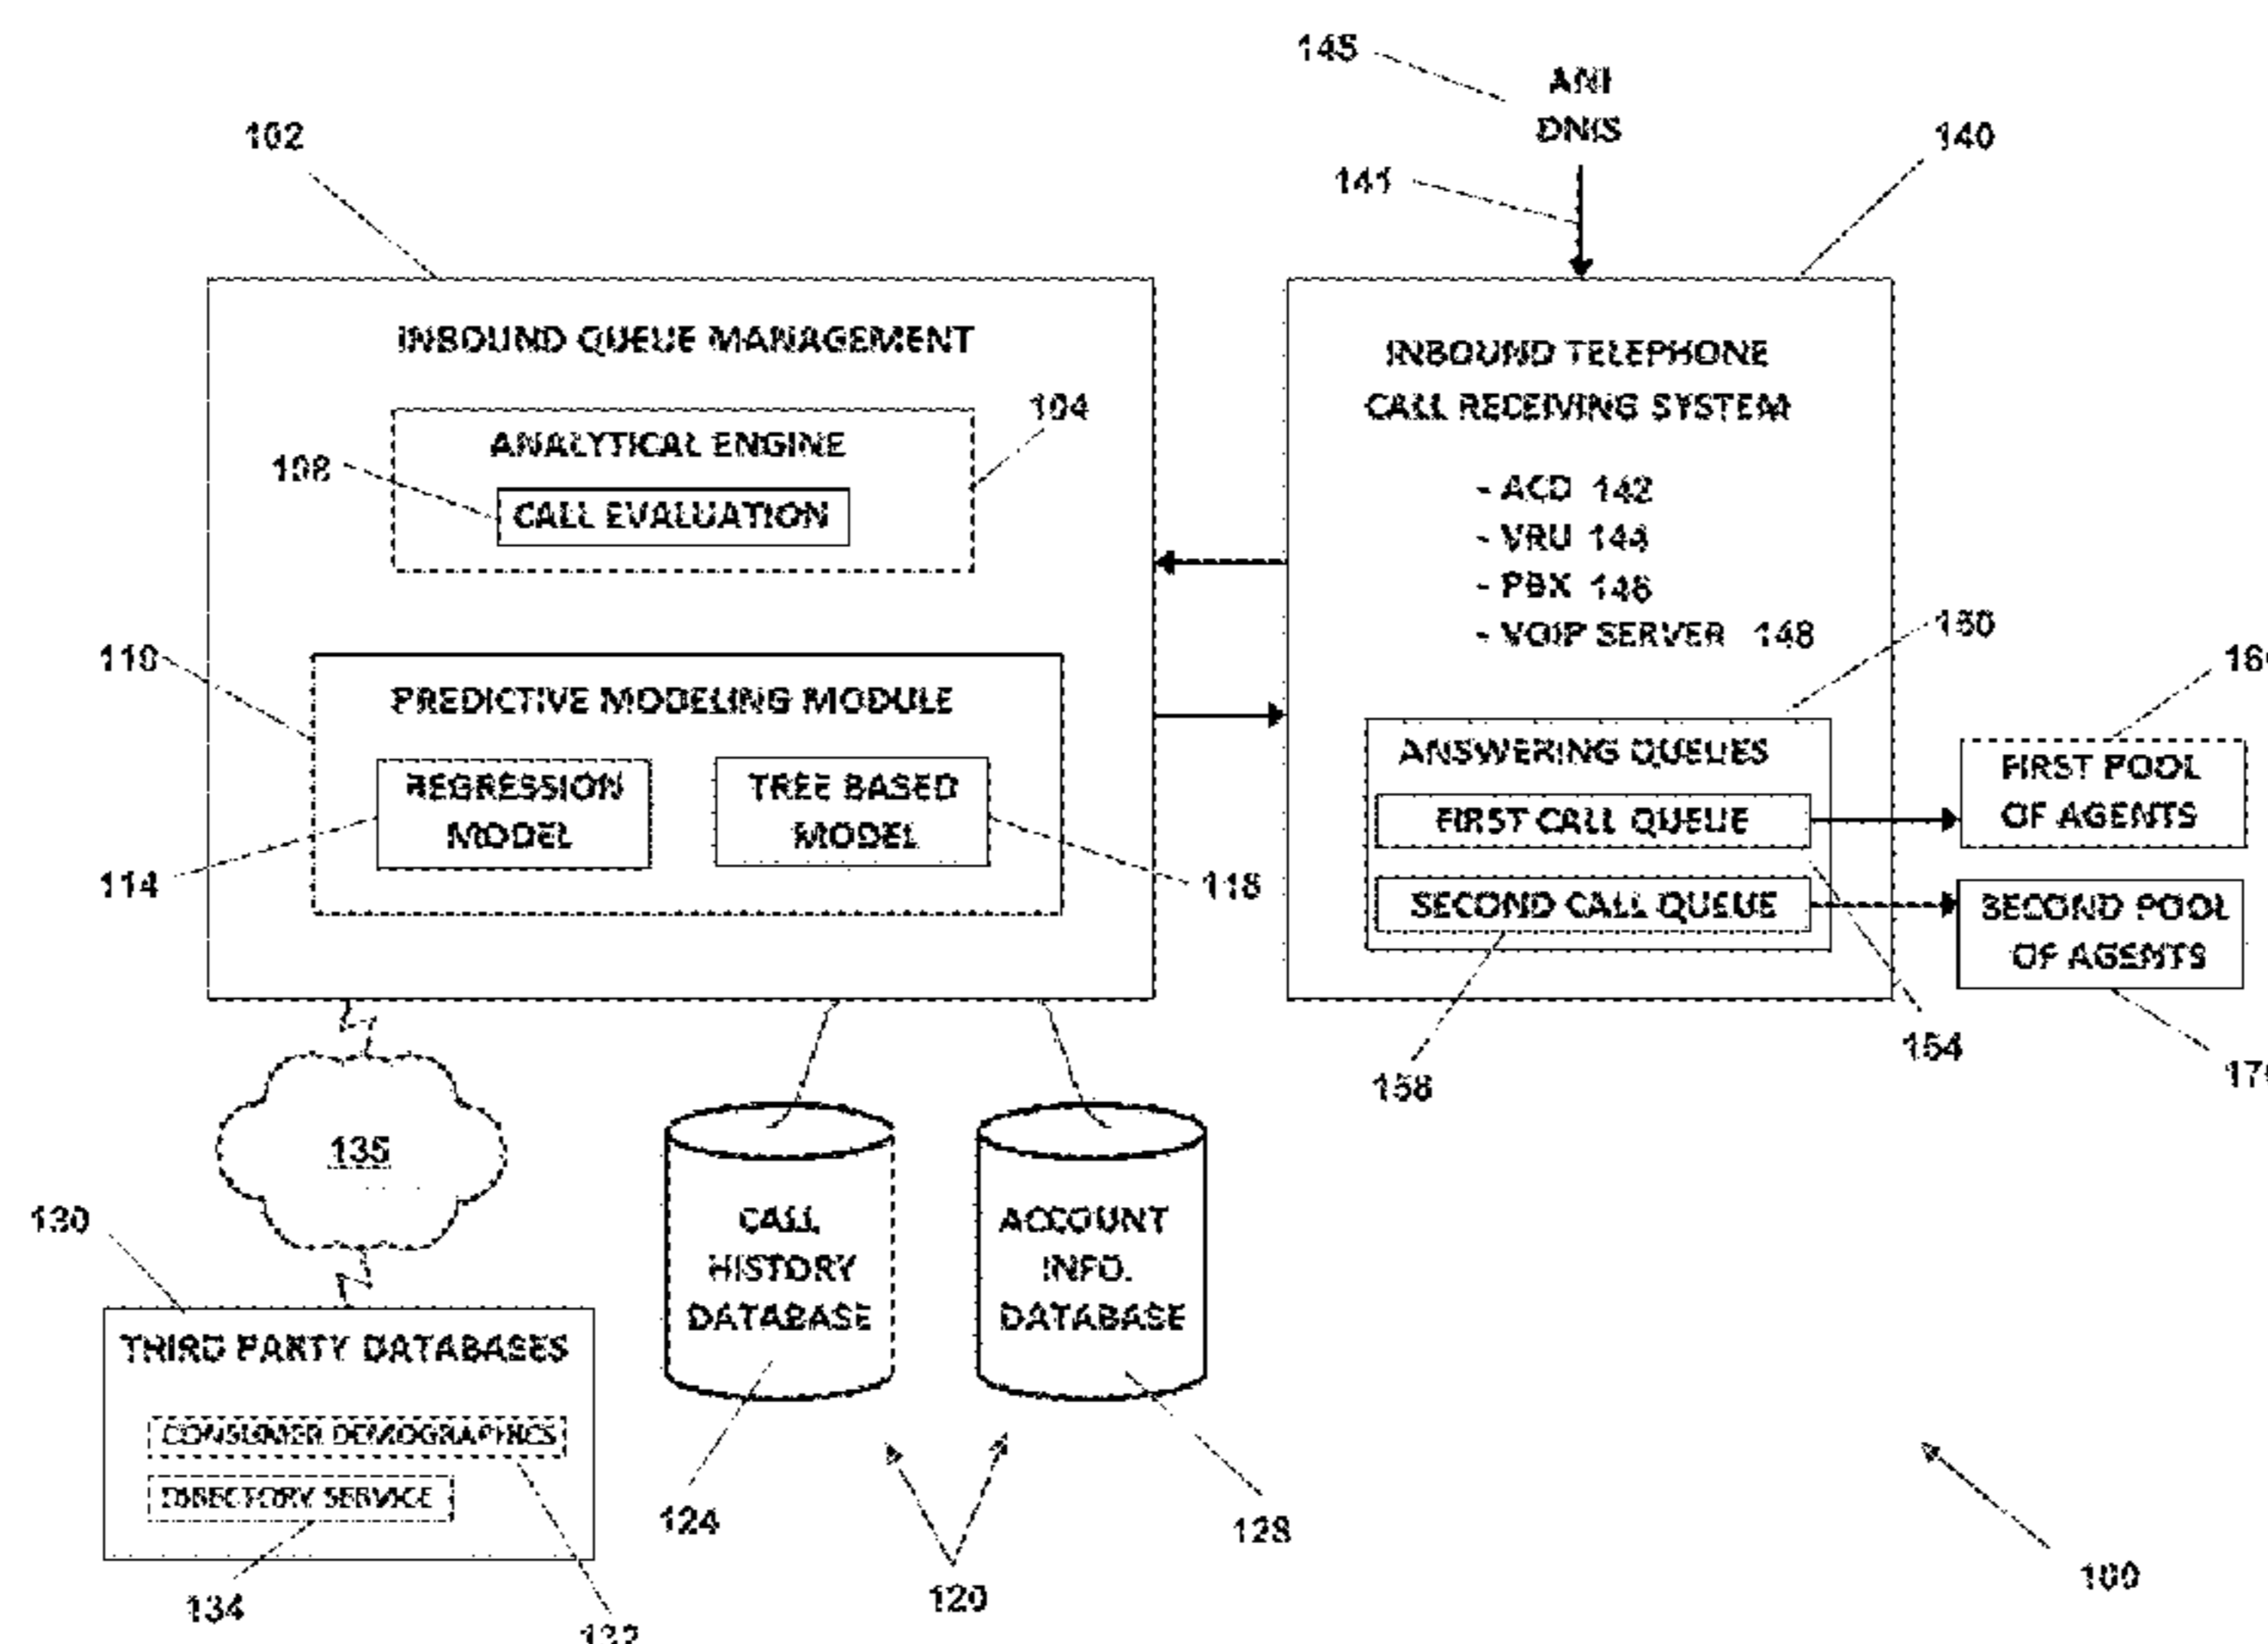 145
ANI
DNIS
102
141
140
INBOUND QUEUE MANAGEMENT
104
ANALYTICAL ENGINE
108
CALL EVALUATION
INBOUND TELEPHONE
CALL RECEIVING SYSTEM
- ACD 142
- VRU 144
- PBX 146
- VOIP SERVER 148
110
PREDICTIVE MODELING MODULE
REGRESSION
MODEL
TREE BASED
MODEL
114
118
150
ANSWERING QUEUES
FIRST CALL QUEUE
SECOND CALL QUEUE
FIRST POOL
OF AGENTS
SECOND POOL
OF AGENTS
154
158
135
130
THIRD PARTY DATABASES
CONSUMER DEMOGRAPHICS
DIRECTORY SERVICE
134
132
CALL
HISTORY
DATABASE
ACCOUNT
INFO.
DATABASE
124
128
120
100